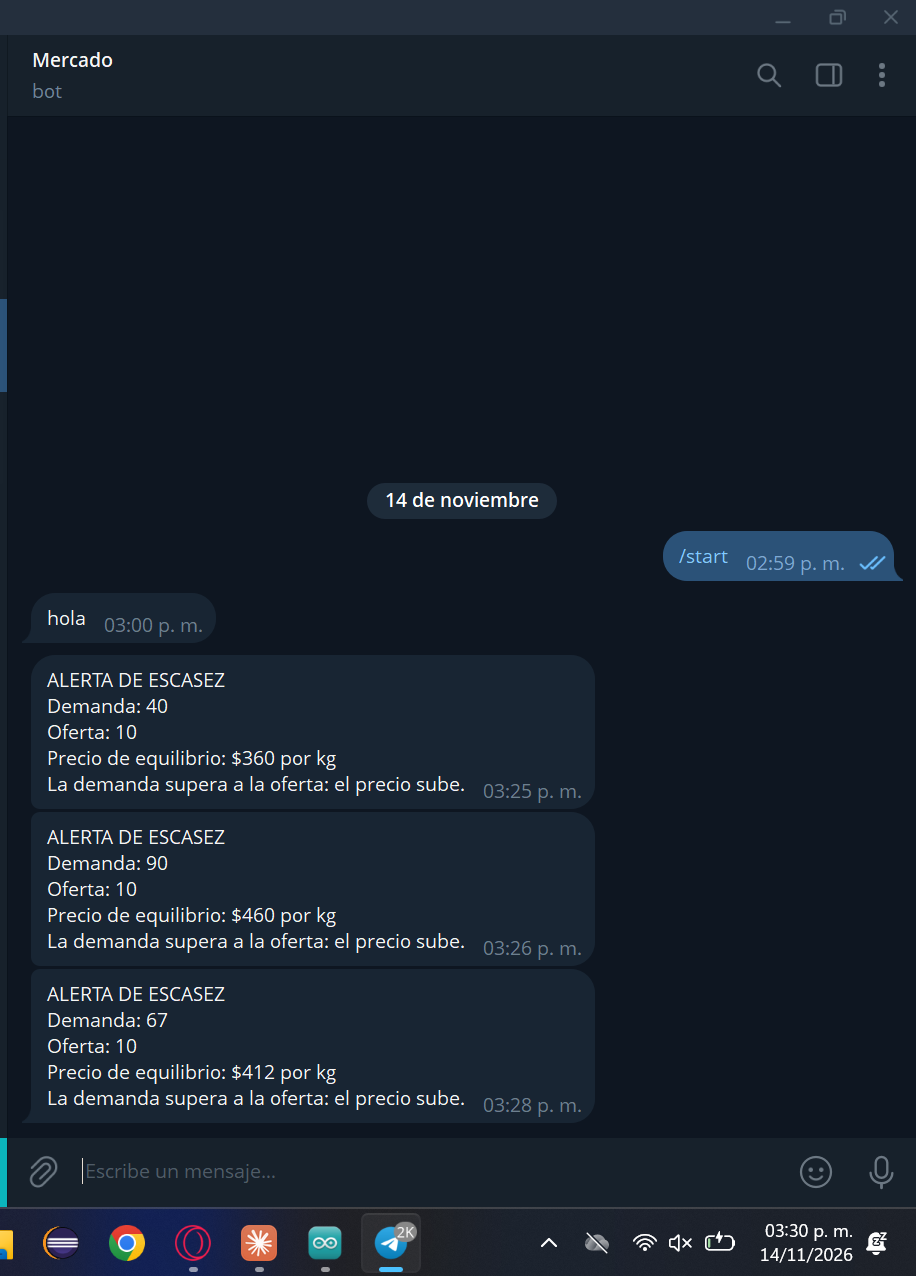 Mercado
bot
14 de noviembre
/start 02:59 p. m.
hola 03:00 p. m.
ALERTA DE ESCASEZ
Demanda: 40
Oferta: 10
Precio de equilibrio: $360 por kg
La demanda supera a la oferta: el precio sube. 03:25 p. m.
ALERTA DE ESCASEZ
Demanda: 90
Oferta: 10
Precio de equilibrio: $460 por kg
La demanda supera a la oferta: el precio sube. 03:26 p. m.
ALERTA DE ESCASEZ
Demanda: 67
Oferta: 10
Precio de equilibrio: $412 por kg
La demanda supera a la oferta: el precio sube. 03:28 p. m.
Escribe un mensaje...
2K
03:30 p. m.
14/11/2026